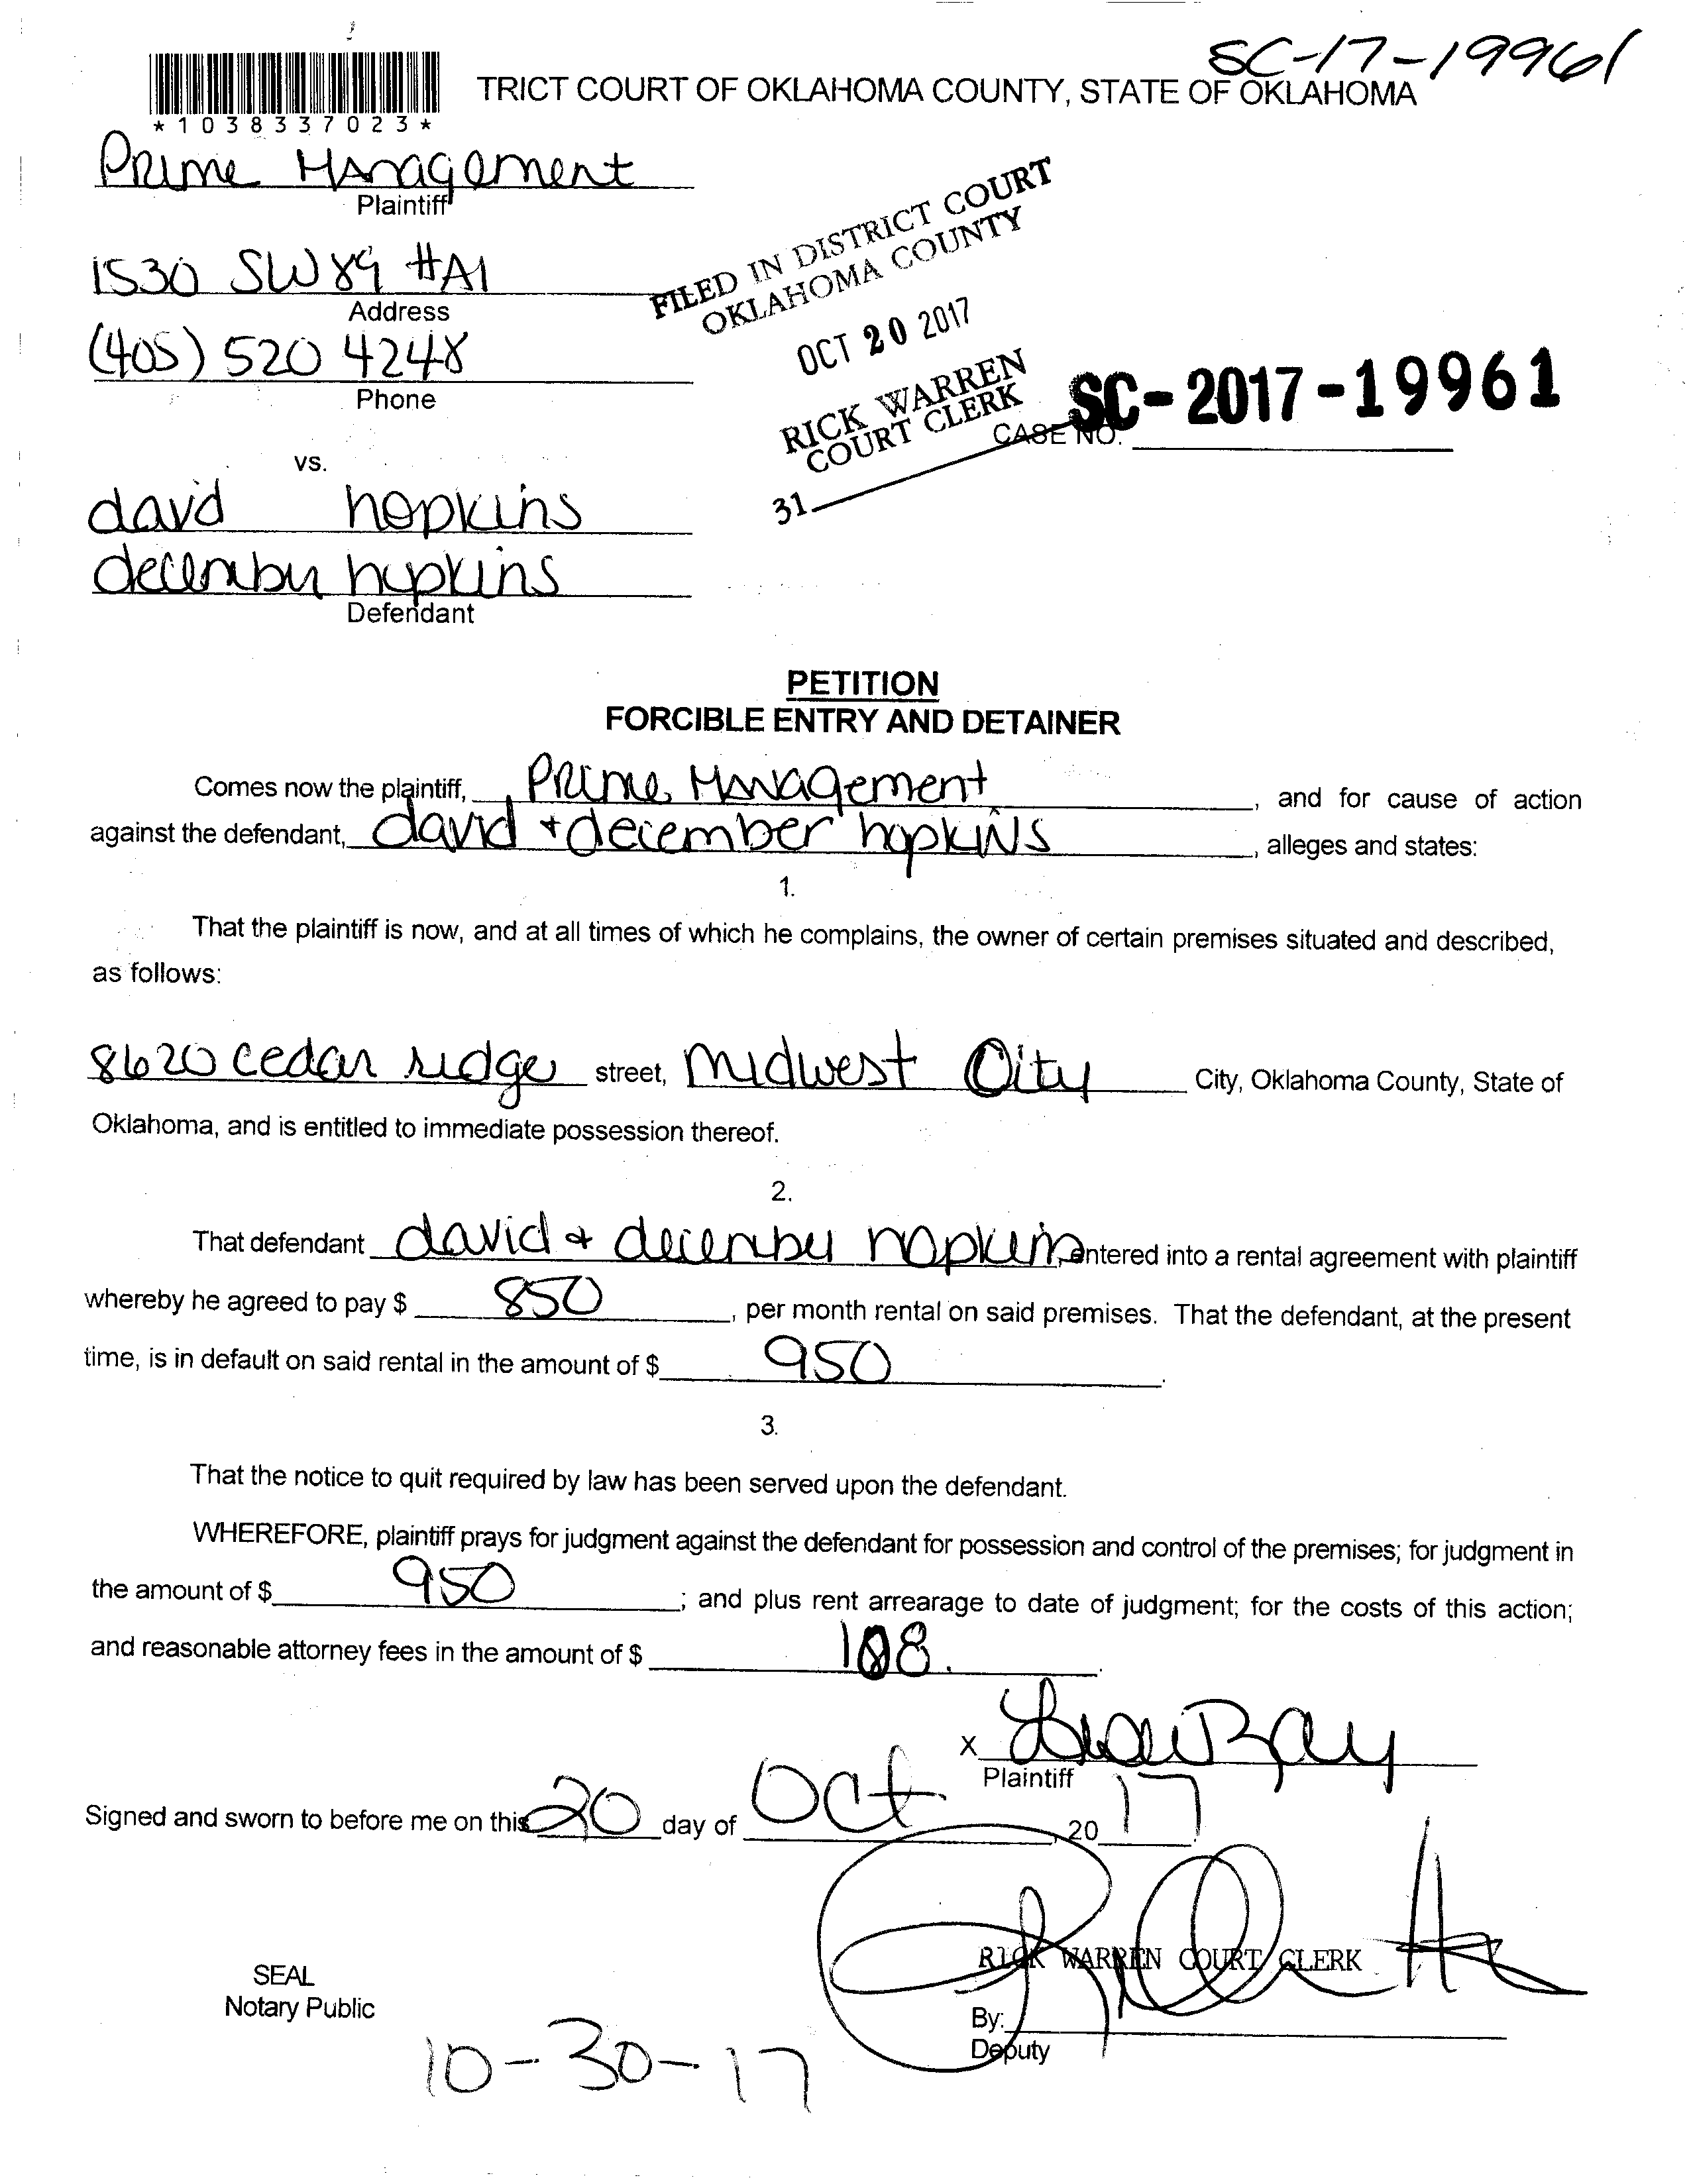 SC-17-19961
*1038337023*
TRICT COURT OF OKLAHOMA COUNTY, STATE OF OKLAHOMA
Prime Management
Plaintiff
1530 SW 89 #A1
Address
(405) 520 4248
Phone
FILED IN DISTRICT COURT
OKLAHOMA COUNTY
OCT 20 2017
RICK WARREN
COURT CLERK
31
CASE NO. SC-2017-19961
vs.
david hopkins
december hopkins
Defendant
PETITION
FORCIBLE ENTRY AND DETAINER
Comes now the plaintiff, Prime Management, and for cause of action
against the defendant, david + december hopkins, alleges and states:
1.
That the plaintiff is now, and at all times of which he complains, the owner of certain premises situated and described,
as follows:
8620 cedar ridge street, Midwest City City, Oklahoma County, State of
Oklahoma, and is entitled to immediate possession thereof.
2.
That defendant david + december hopkins entered into a rental agreement with plaintiff
whereby he agreed to pay $ 850, per month rental on said premises. That the defendant, at the present
time, is in default on said rental in the amount of $ 950.
3.
That the notice to quit required by law has been served upon the defendant.
WHEREFORE, plaintiff prays for judgment against the defendant for possession and control of the premises; for judgment in
the amount of $ 950; and plus rent arrearage to date of judgment; for the costs of this action;
and reasonable attorney fees in the amount of $
X
Plaintiff
Signed and sworn to before me on this 20 day of Oct, 20 17
RICK WARREN COURT CLERK
SEAL
Notary Public
By:
Deputy
10-30-17